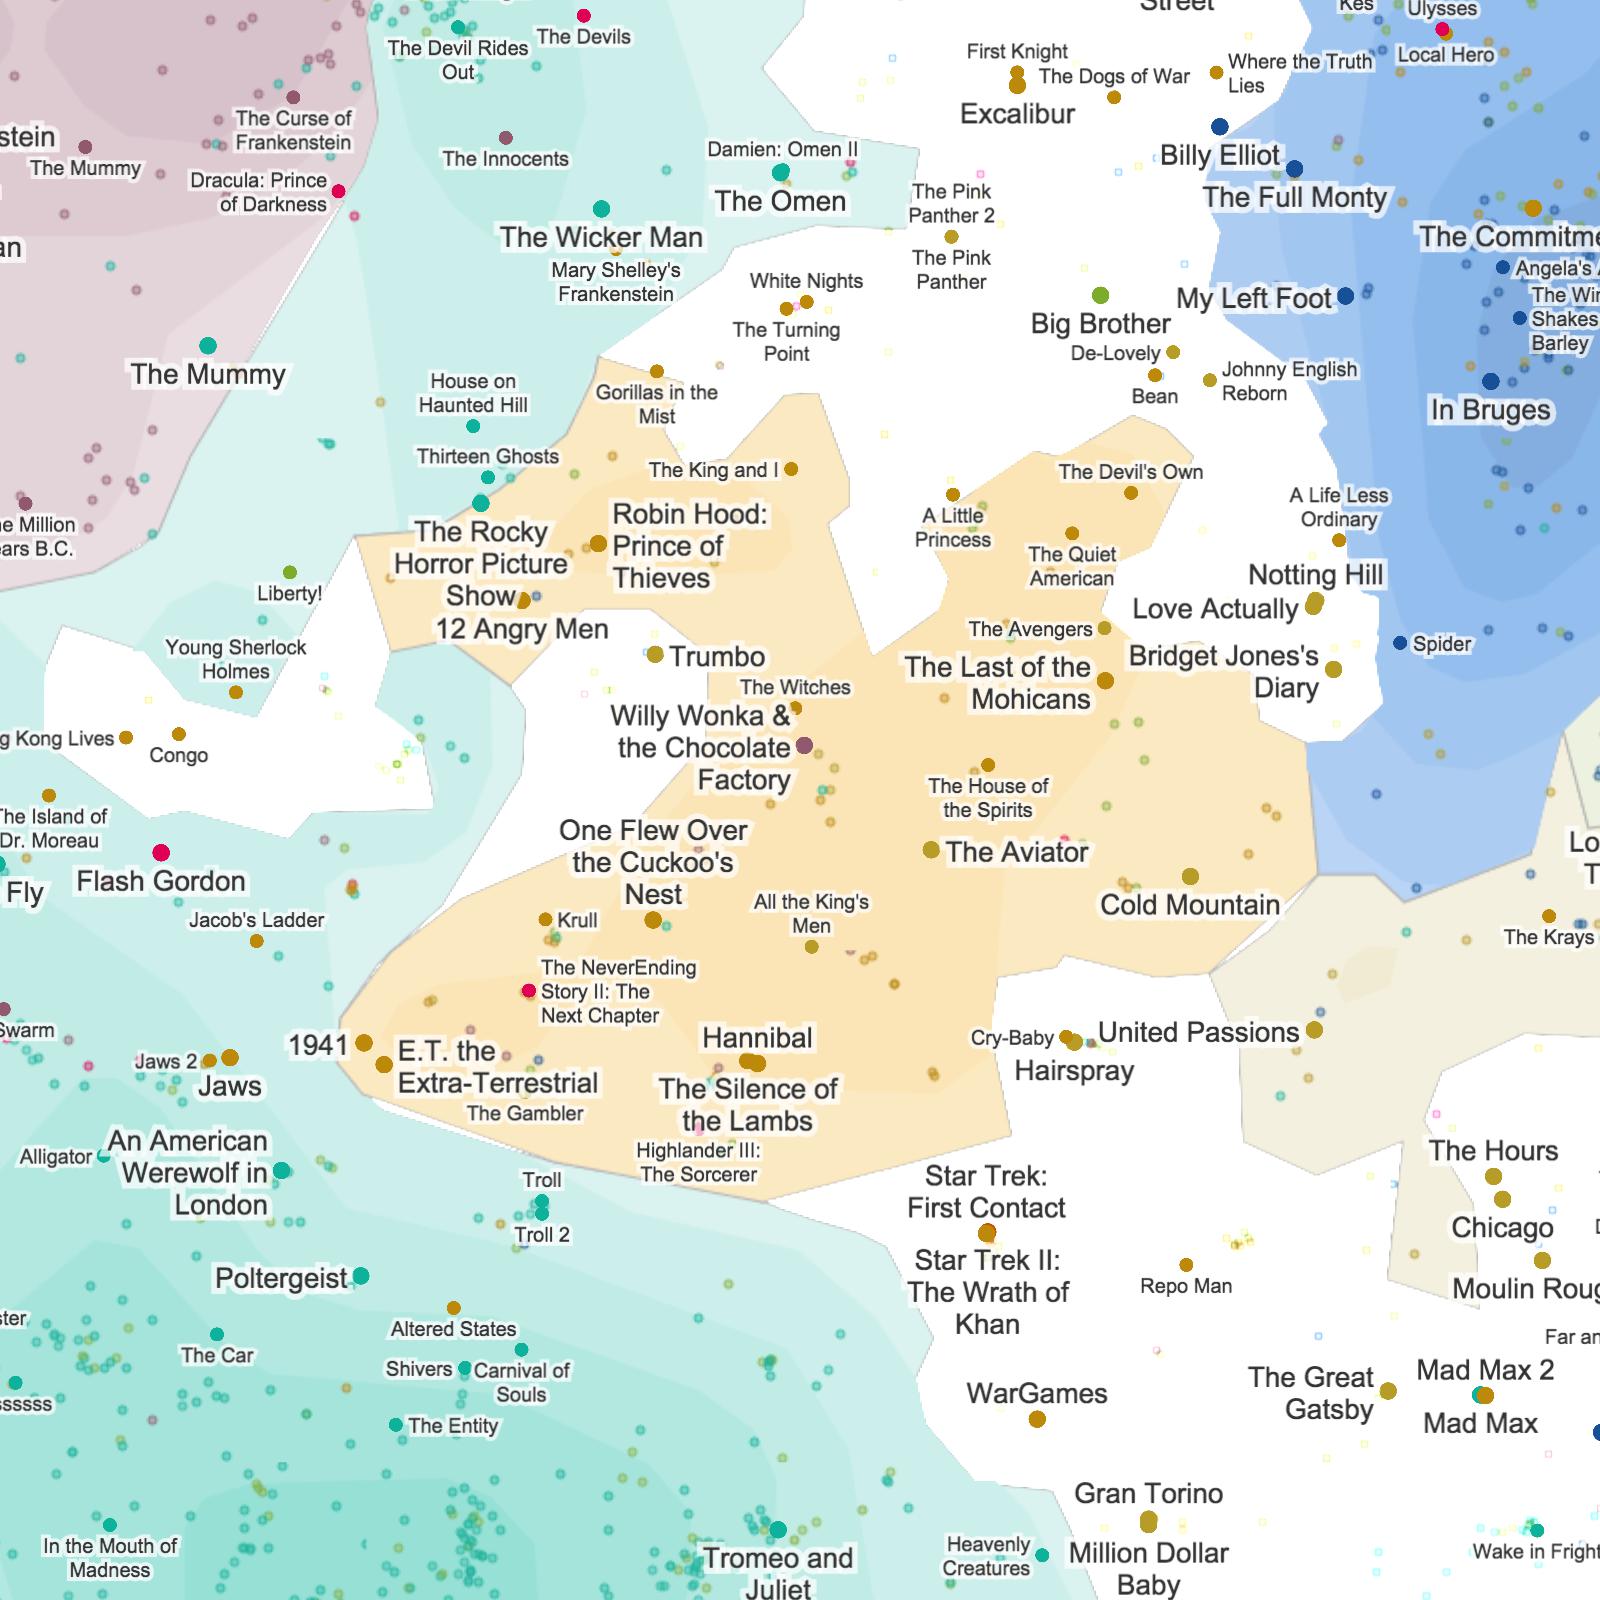 Street
Kes
Ulysses
The Devils
The Devil Rides
Out
Local Hero
First Knight
The Dogs of War
Where the Truth
Lies
Excalibur
The Curse of
Frankenstein
stein
The Mummy
The Innocents
Damien: Omen II
The Omen
Billy Elliot
The Full Monty
Dracula: Prince
of Darkness
The Pink
Panther 2
The Pink
Panther
The Wicker Man
Mary Shelley's
Frankenstein
an
The Commitme
Angela's A
The Win
Shakes
Barley
White Nights
The Turning
Point
My Left Foot
Big Brother
De-Lovely
Bean
Johnny English
Reborn
The Mummy
House on
Haunted Hill
Gorillas in the
Mist
In Bruges
Thirteen Ghosts
The King and I
The Devil's Own
A Life Less
Ordinary
ne Million
ears B.C.
The Rocky
Horror Picture
Show
Robin Hood:
Prince of
Thieves
A Little
Princess
The Quiet
American
Notting Hill
Love Actually
Liberty!
12 Angry Men
The Avengers
The Last of the
Mohicans
Bridget Jones's
Diary
Spider
Young Sherlock
Holmes
Trumbo
The Witches
Willy Wonka &
the Chocolate
Factory
g Kong Lives
Congo
The House of
the Spirits
The Island of
Dr. Moreau
Fly
Flash Gordon
One Flew Over
the Cuckoo's
Nest
The Aviator
Cold Mountain
Lo
T
Jacob's Ladder
Krull
All the King's
Men
The Krays
The NeverEnding
Story II: The
Next Chapter
Swarm
1941
E.T. the
Extra-Terrestrial
Hannibal
The Silence of
the Lambs
Cry-Baby
Hairspray
United Passions
Jaws 2
Jaws
The Gambler
Alligator
An American
Werewolf in
London
Highlander III:
The Sorcerer
The Hours
Chicago
Troll
Troll 2
Star Trek:
First Contact
Star Trek II:
The Wrath of
Khan
Repo Man
Moulin Roug
Poltergeist
Altered States
ster
The Car
Shivers
Carnival of
Souls
Far an
ssssss
The Entity
WarGames
The Great
Gatsby
Mad Max 2
Mad Max
Gran Torino
Million Dollar
Baby
In the Mouth of
Madness
Tromeo and
Juliet
Heavenly
Creatures
Wake in Fright